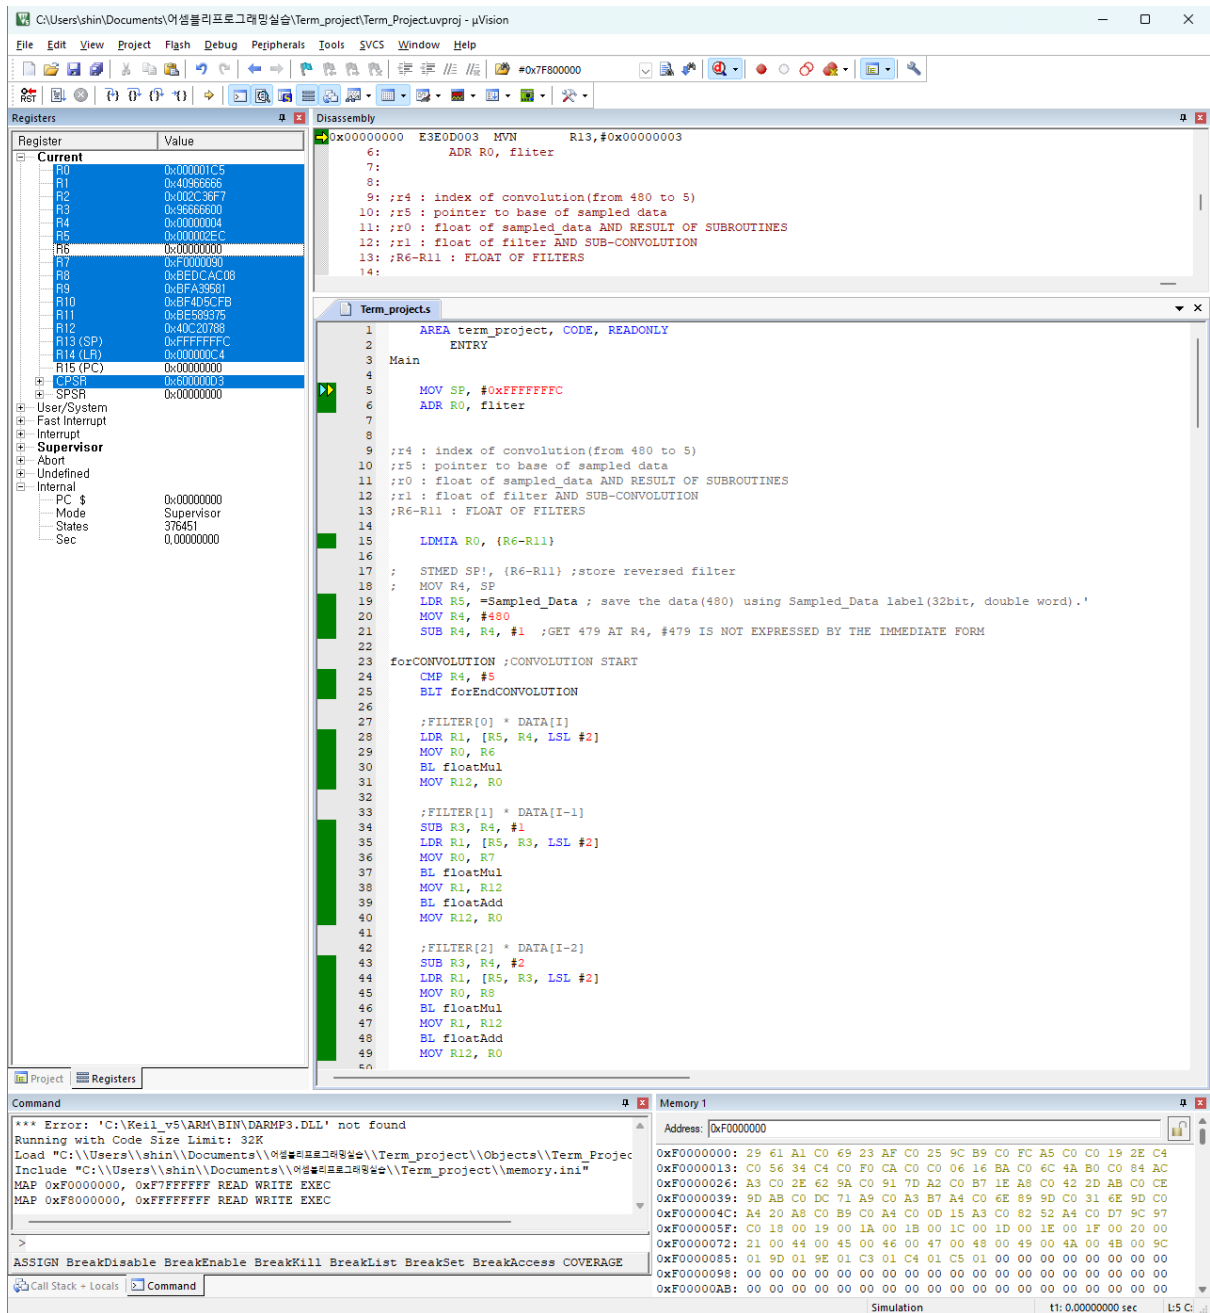 C:\Users\shin\Documents\어셈블리프로그래밍실습\Term_project\Term_Project.uvproj - µVision
File Edit View Project Flash Debug Peripherals Tools SVCS Window Help
#0x7F800000
RST
Registers
Register Value
Current
R0 0x000001C5
R1 0x40966666
R2 0x002C36F7
R3 0x96666600
R4 0x00000004
R5 0x000002EC
R6 0x00000000
R7 0xF0000090
R8 0xBEDCAC08
R9 0xBFA39581
R10 0xBF4D5CFB
R11 0xBE589375
R12 0x40C20788
R13 (SP) 0xFFFFFFFC
R14 (LR) 0x000000C4
R15 (PC) 0x00000000
CPSR 0x600000D3
SPSR 0x00000000
User/System
Fast Interrupt
Interrupt
Supervisor
Abort
Undefined
Internal
PC $ 0x00000000
Mode Supervisor
States 376451
Sec 0,00000000
Project Registers
Disassembly
0x00000000 E3E0D003 MVN R13,#0x00000003
6: ADR R0, fliter
7:
8:
9: ;r4 : index of convolution(from 480 to 5)
10: ;r5 : pointer to base of sampled data
11: ;r0 : float of sampled_data AND RESULT OF SUBROUTINES
12: ;r1 : float of filter AND SUB-CONVOLUTION
13: ;R6-R11 : FLOAT OF FILTERS
14:
Term_project.s
1 AREA term_project, CODE, READONLY
2 ENTRY
3 Main
4
5 MOV SP, #0xFFFFFFFC
6 ADR R0, fliter
7
8
9 ;r4 : index of convolution(from 480 to 5)
10 ;r5 : pointer to base of sampled data
11 ;r0 : float of sampled_data AND RESULT OF SUBROUTINES
12 ;r1 : float of filter AND SUB-CONVOLUTION
13 ;R6-R11 : FLOAT OF FILTERS
14
15 LDMIA R0, {R6-R11}
16
17 ; STMED SP!, {R6-R11} ;store reversed filter
18 ; MOV R4, SP
19 LDR R5, =Sampled_Data ; save the data(480) using Sampled_Data label(32bit, double word).'
20 MOV R4, #480
21 SUB R4, R4, #1 ;GET 479 AT R4, #479 IS NOT EXPRESSED BY THE IMMEDIATE FORM
22
23 forCONVOLUTION ;CONVOLUTION START
24 CMP R4, #5
25 BLT forEndCONVOLUTION
26
27 ;FILTER[0] * DATA[I]
28 LDR R1, [R5, R4, LSL #2]
29 MOV R0, R6
30 BL floatMul
31 MOV R12, R0
32
33 ;FILTER[1] * DATA[I-1]
34 SUB R3, R4, #1
35 LDR R1, [R5, R3, LSL #2]
36 MOV R0, R7
37 BL floatMul
38 MOV R1, R12
39 BL floatAdd
40 MOV R12, R0
41
42 ;FILTER[2] * DATA[I-2]
43 SUB R3, R4, #2
44 LDR R1, [R5, R3, LSL #2]
45 MOV R0, R8
46 BL floatMul
47 MOV R1, R12
48 BL floatAdd
49 MOV R12, R0
50
Command
*** Error: 'C:\Keil_v5\ARM\BIN\DARMP3.DLL' not found
Running with Code Size Limit: 32K
Load "C:\\Users\\shin\\Documents\\어셈블리프로그래밍실습\\Term_project\\Objects\\Term_Projec
Include "C:\\Users\\shin\\Documents\\어셈블리프로그래밍실습\\Term_project\\memory.ini"
MAP 0xF0000000, 0xF7FFFFFF READ WRITE EXEC
MAP 0xF8000000, 0xFFFFFFFF READ WRITE EXEC
>
ASSIGN BreakDisable BreakEnable BreakKill BreakList BreakSet BreakAccess COVERAGE
Call Stack + Locals Command
Memory 1
Address: 0xF0000000
0xF0000000: 29 61 A1 C0 69 23 AF C0 25 9C B9 C0 FC A5 C0 C0 19 2E C4
0xF0000013: C0 56 34 C4 C0 F0 CA C0 C0 06 16 BA C0 6C 4A B0 C0 84 AC
0xF0000026: A3 C0 2E 62 9A C0 91 7D A2 C0 B7 1E A8 C0 42 2D AB C0 CE
0xF0000039: 9D AB C0 DC 71 A9 C0 A3 B7 A4 C0 6E 89 9D C0 31 6E 9D C0
0xF000004C: A4 20 A8 C0 B9 C0 A4 C0 0D 15 A3 C0 82 52 A4 C0 D7 9C 97
0xF000005F: C0 18 00 19 00 1A 00 1B 00 1C 00 1D 00 1E 00 1F 00 20 00
0xF0000072: 21 00 44 00 45 00 46 00 47 00 48 00 49 00 4A 00 4B 00 9C
0xF0000085: 01 9D 01 9E 01 C3 01 C4 01 C5 01 00 00 00 00 00 00 00 00
0xF0000098: 00 00 00 00 00 00 00 00 00 00 00 00 00 00 00 00 00 00 00
0xF00000AB: 00 00 00 00 00 00 00 00 00 00 00 00 00 00 00 00 00 00 00
Simulation t1: 0.00000000 sec L:5 C: